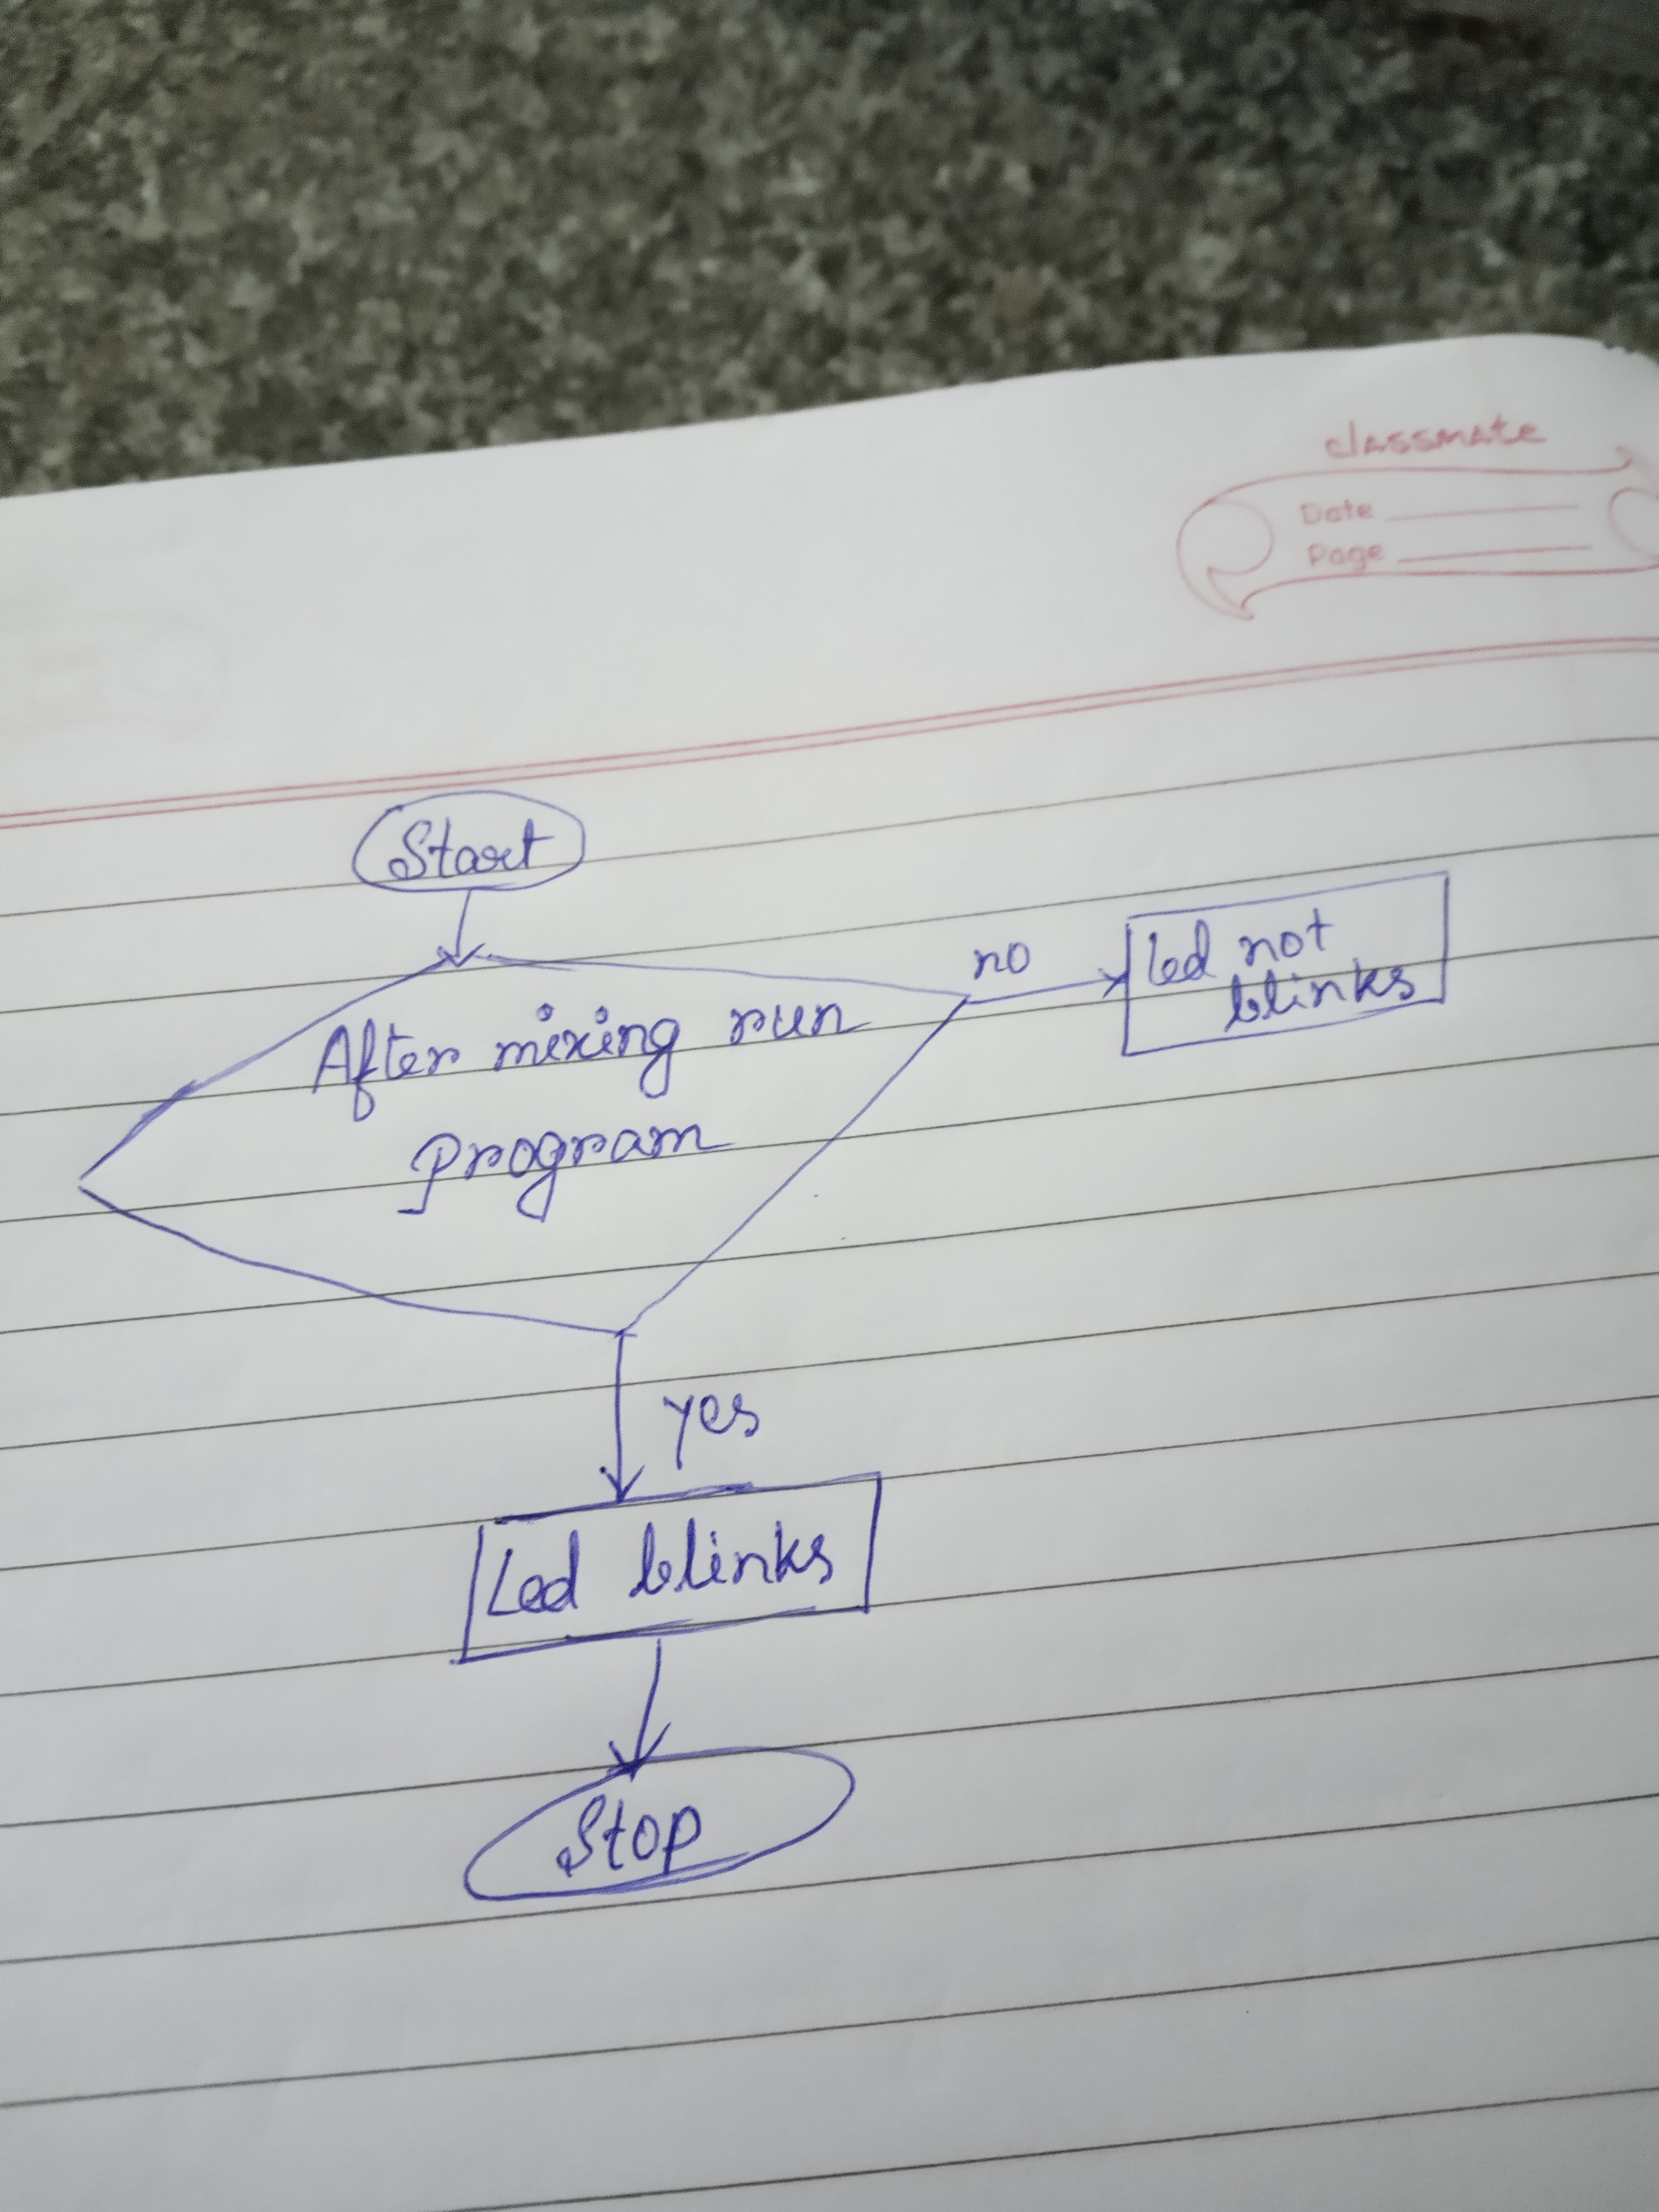 classmate
Date
Page
Start
After mixing run
program
no
Led not
blinks
yes
Led blinks
Stop